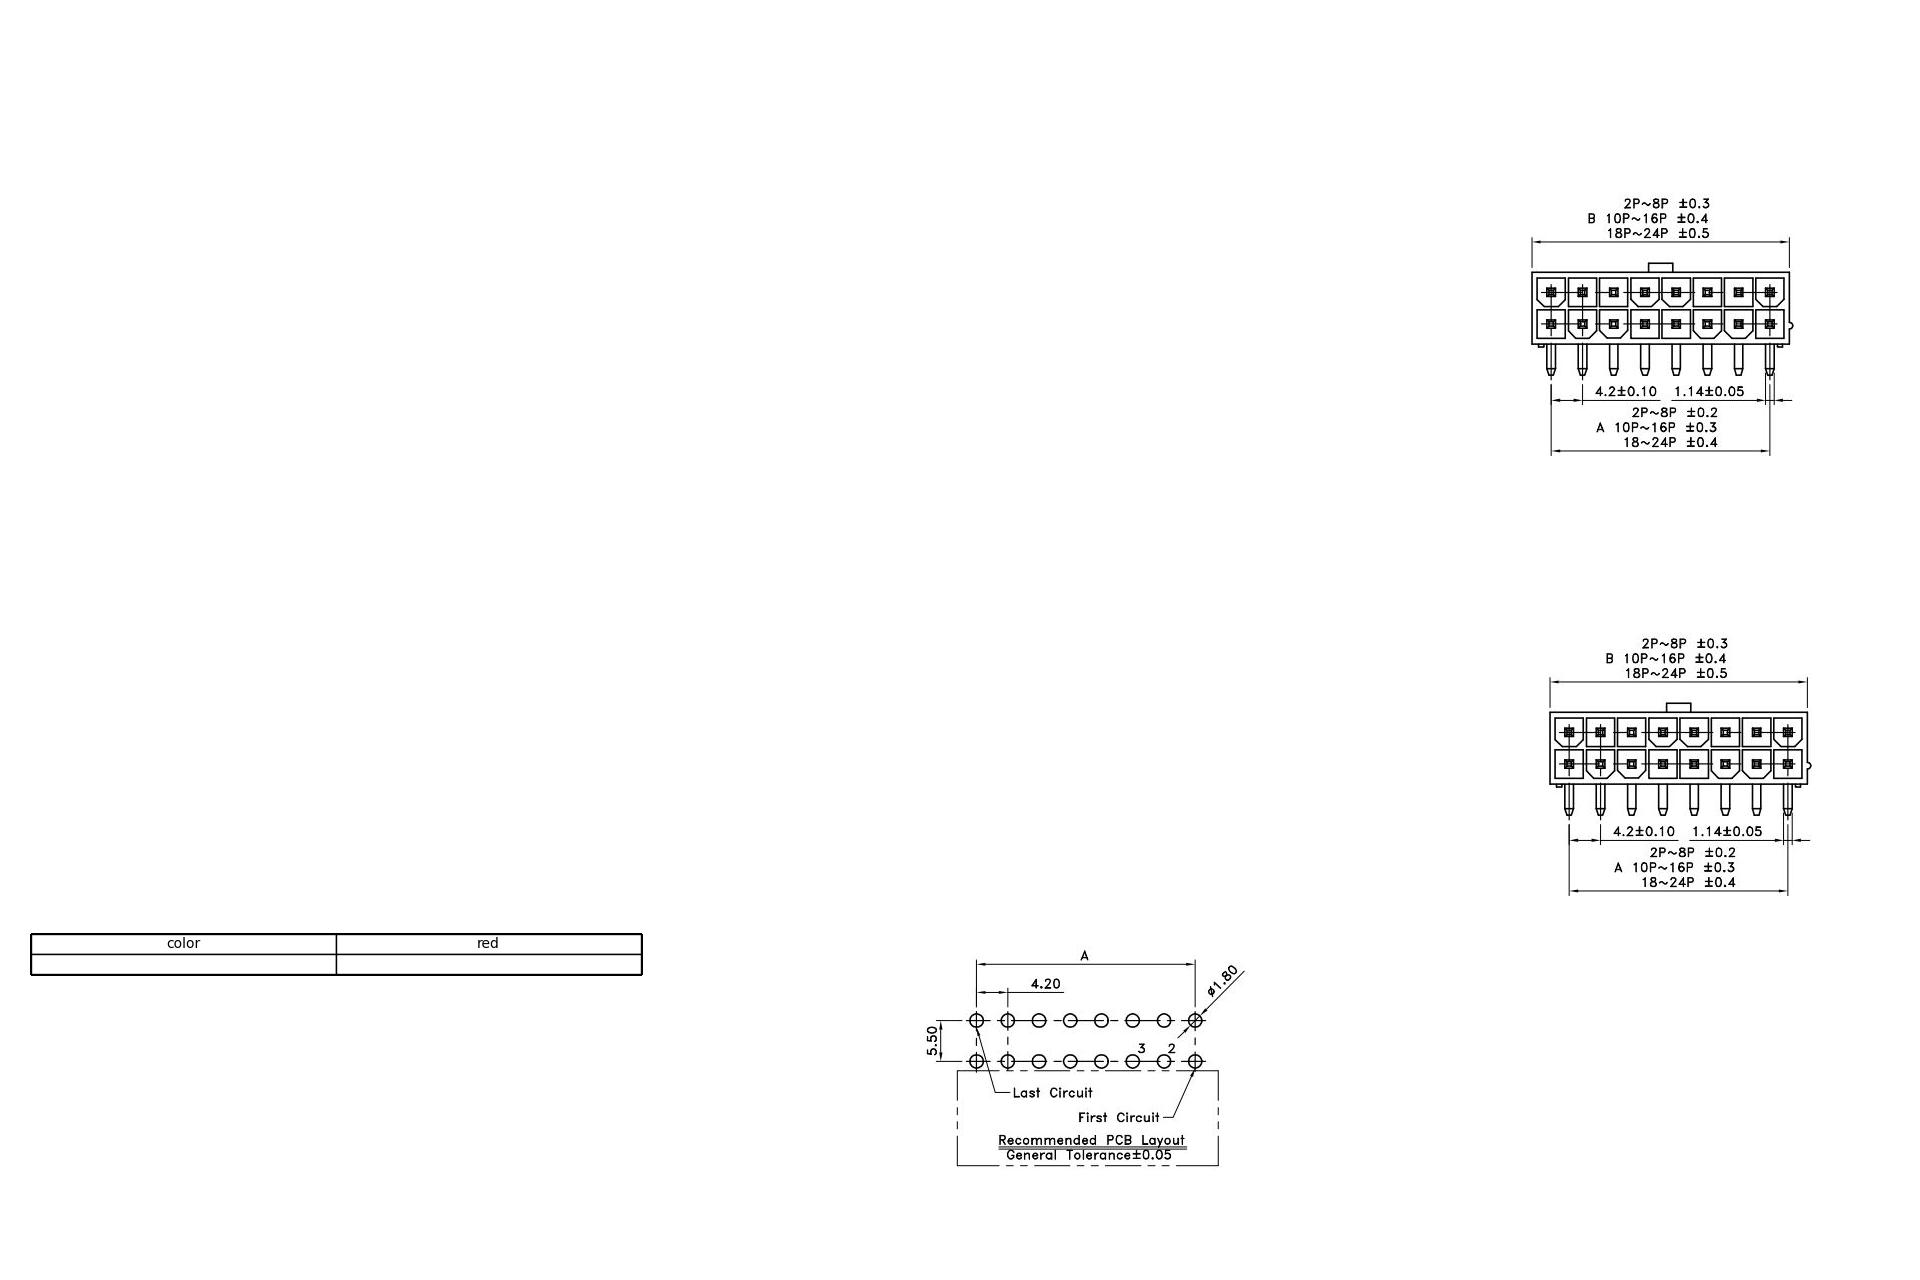 2P~8P ±0.3
B 10P~16P ±0.4
18P~24P ±0.5
4.2±0.10 1.14±0.05
2P~8P ±0.2
A 10P~16P ±0.3
18~24P ±0.4
2P~8P ±0.3
B 10P~16P ±0.4
18P~24P ±0.5
4.2±0.10 1.14±0.05
2P~8P ±0.2
A 10P~16P ±0.3
18~24P ±0.4
color red
A
4.20
ø1.80
5.50
3 2
Last Circuit
First Circuit
Recommended PCB Layout
General Tolerance±0.05